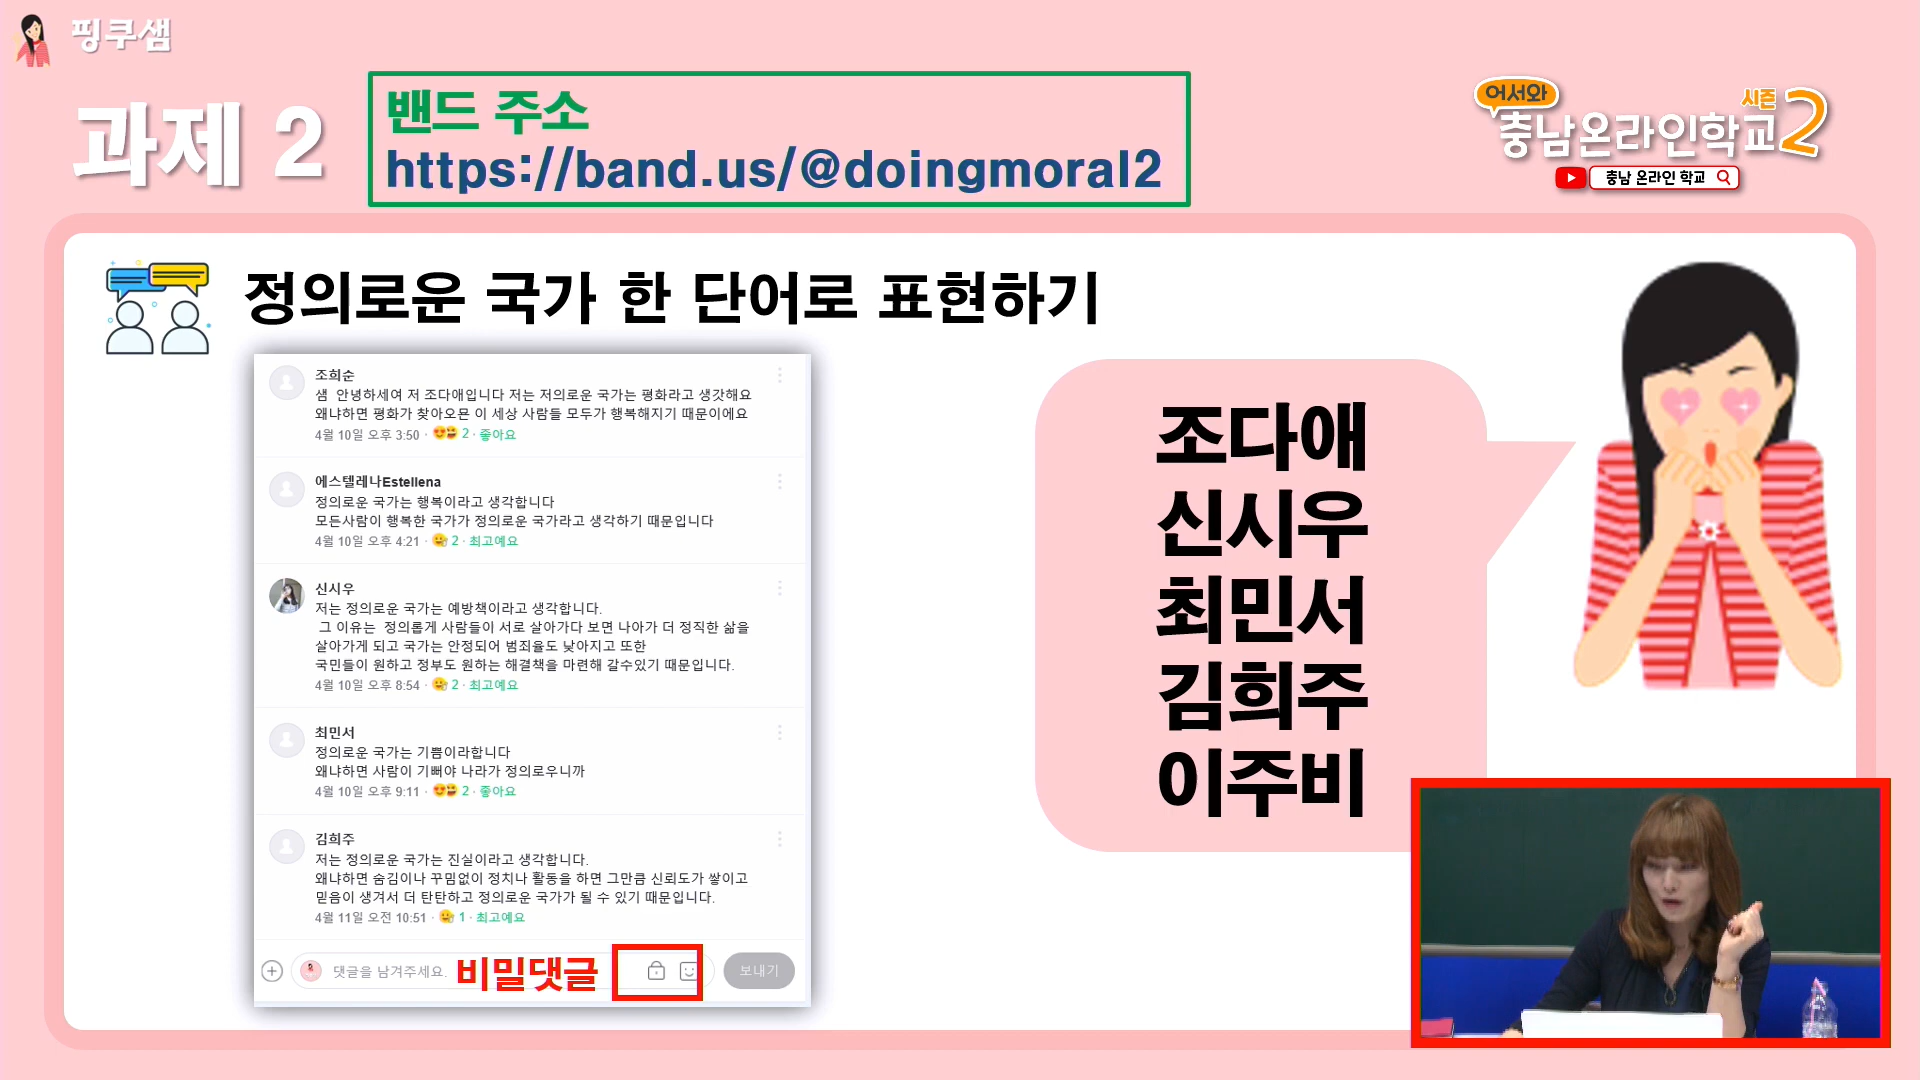 핑쿠샘
과제 2
밴드 주소
https://band.us/@doingmoral2
어서와
시즌
충남온라인학교2
충남 온라인 학교
정의로운 국가 한 단어로 표현하기
조희순
샘  안녕하세여 저 조다애입니다 저는 저의로운 국가는 평화라고 생갓해요
왜냐하면 평화가 찾아오믄 이 세상 사람들 모두가 행복해지기 때문이에요
4월 10일 오후 3:50 · 2 · 좋아요
에스텔레나Estellena
정의로운 국가는 행복이라고 생각합니다
모든사람이 행복한 국가가 정의로운 국가라고 생각하기 때문입니다
4월 10일 오후 4:21 · 2 · 최고예요
신시우
저는 정의로운 국가는 예방책이라고 생각합니다.
그 이유는  정의롭게 사람들이 서로 살아가다 보면 나아가 더 정직한 삶을
살아가게 되고 국가는 안정되어 범죄율도 낮아지고 또한
국민들이 원하고 정부도 원하는 해결책을 마련해 갈수있기 때문입니다.
4월 10일 오후 8:54 · 2 · 최고예요
최민서
정의로운 국가는 기쁨이라합니다
왜냐하면 사람이 기뻐야 나라가 정의로우니까
4월 10일 오후 9:11 · 2 · 좋아요
김희주
저는 정의로운 국가는 진실이라고 생각합니다.
왜냐하면 숨김이나 꾸밈없이 정치나 활동을 하면 그만큼 신뢰도가 쌓이고
믿음이 생겨서 더 탄탄하고 정의로운 국가가 될 수 있기 때문입니다.
4월 11일 오전 10:51 · 1 · 최고예요
댓글을 남겨주세요.
비밀댓글
보내기
조다애
신시우
최민서
김희주
이주비